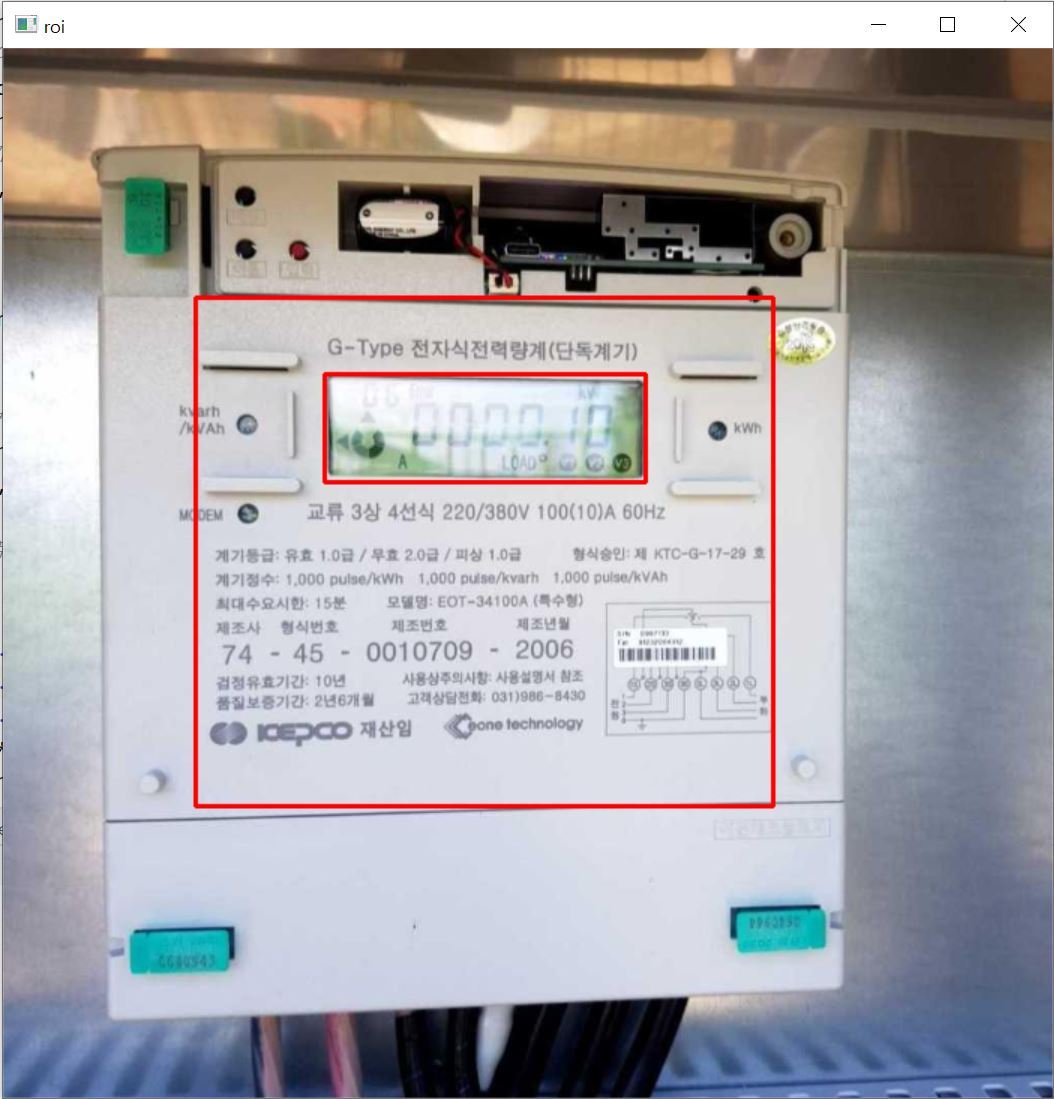 roi
G-Type 전자식전력량계(단독계기)
kvarh
/kVAh
06
kW
0000.10
kWh
A LOAD V1 V2 V3
MODEM
교류 3상 4선식 220/380V 100(10)A 60Hz
계기등급: 유효 1.0급 / 무효 2.0급 / 피상 1.0급 형식승인: 제 KTC-G-17-29 호
계기정수: 1,000 pulse/kWh 1,000 pulse/kvarh 1,000 pulse/kVAh
최대수요시한: 15분 모델명: EOT-34100A (특수형)
제조사 형식번호 제조번호 제조년월
74 - 45 - 0010709 - 2006
검정유효기간: 10년 사용상주의사항: 사용설명서 참조
품질보증기간: 2년6개월 고객상담전화: 031)986-8430
KEPCO 재산임 eone technology
S/N